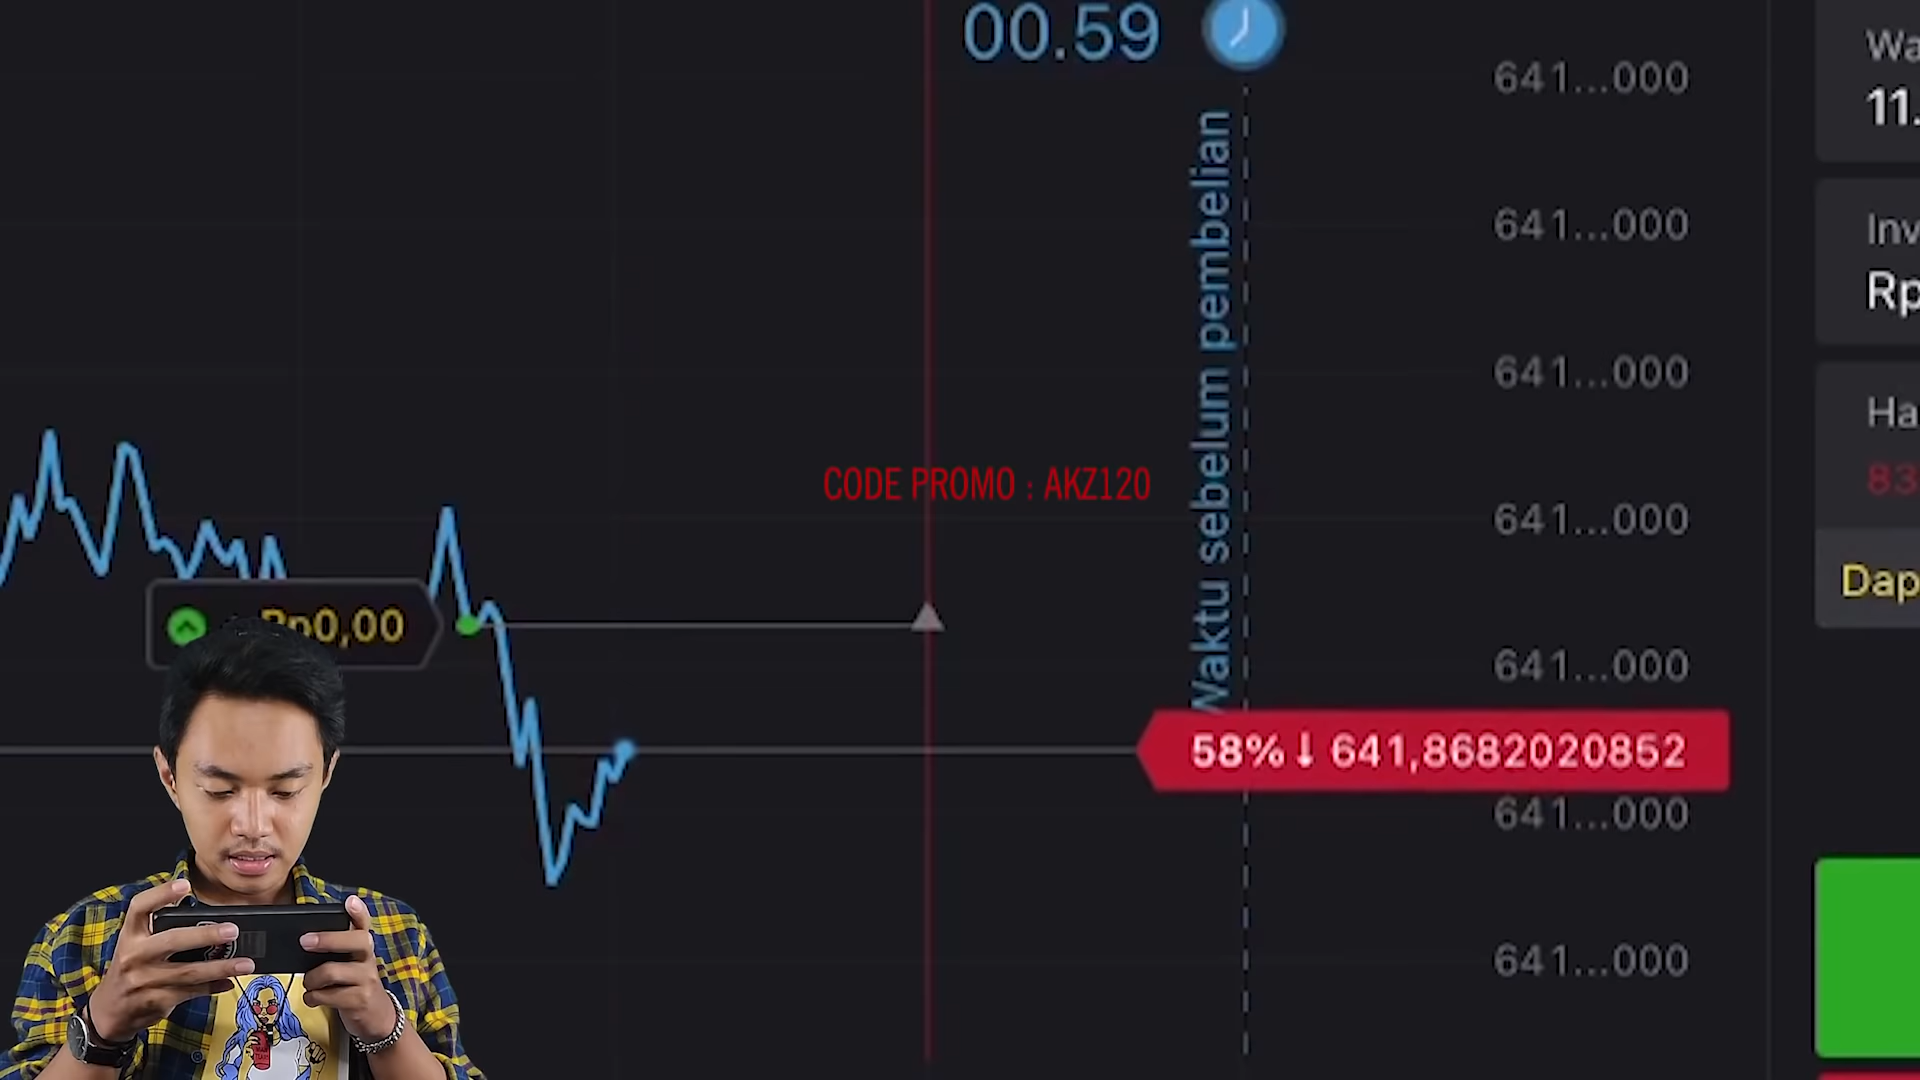 00.59
641...000
Wa
11.
641...000
Inv
Rp
Waktu sebelum pembelian
641...000
Ha
CODE PROMO : AKZ120
83
641...000
Dap
Rp0,00
641...000
58%↓ 641,8682020852
641...000
641...000